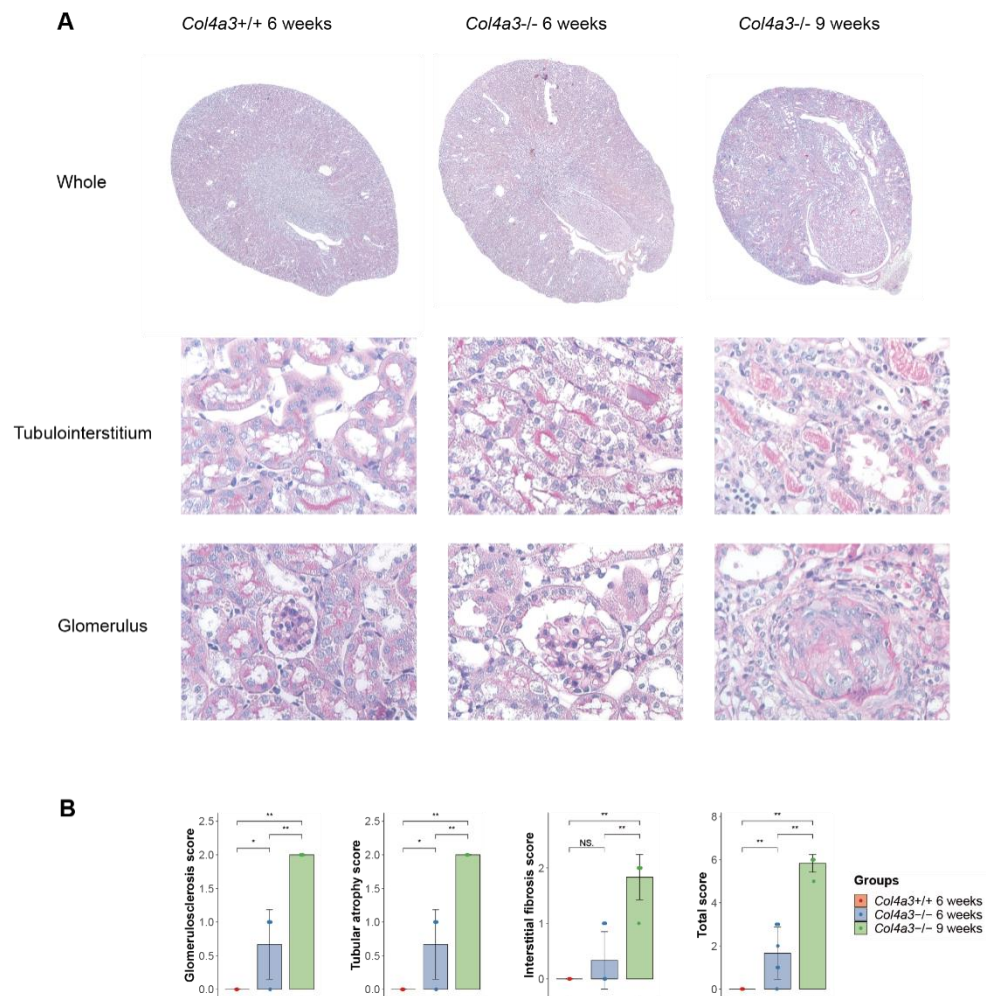 A
Col4a3+/+ 6 weeks
Col4a3-/- 6 weeks
Col4a3-/- 9 weeks
Whole
Tubulointerstitium
Glomerulus
B
Glomerulosclerosis score
2.5
2.0
1.5
1.0
0.5
0.0
**
**
*
Tubular atrophy score
2.5
2.0
1.5
1.0
0.5
0.0
**
**
*
Interstitial fibrosis score
2
1
0
**
**
NS.
Total score
8
6
4
2
0
**
**
**
Groups
Col4a3+/+ 6 weeks
Col4a3−/− 6 weeks
Col4a3−/− 9 weeks